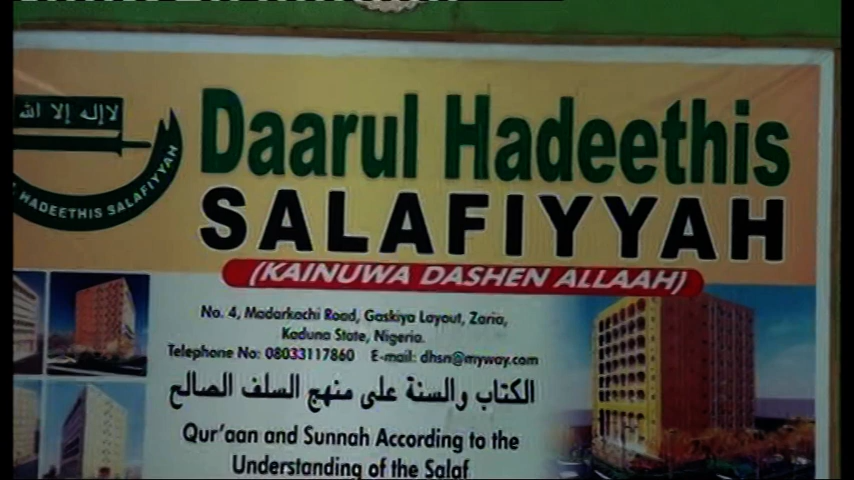 لا إله إلا الله
HADEETHIS SALAFIYYAH
Daarul Hadeethis
SALAFIYYAH
(KAINUWA DASHEN ALLAAH)
No. 4, Madarkachi Road, Gaskiya Layout, Zaria,
Kaduna State, Nigeria.
Telephone No: 08033117860 E-mail: dhsn@myway.com
الكتاب والسنة على منهج السلف الصالح
Qur'aan and Sunnah According to the
Understanding of the Salaf